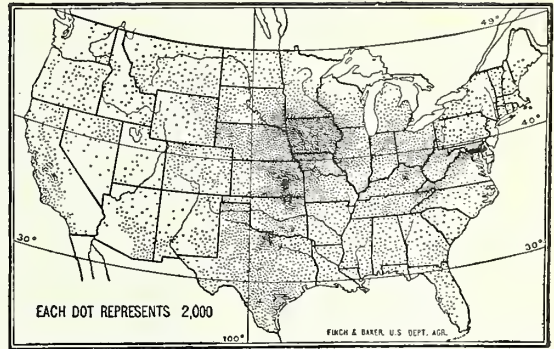 49°
40°
30°
30°
EACH DOT REPRESENTS 2,000
100°
FINCH & BAKER, U.S DEPT. AGR.